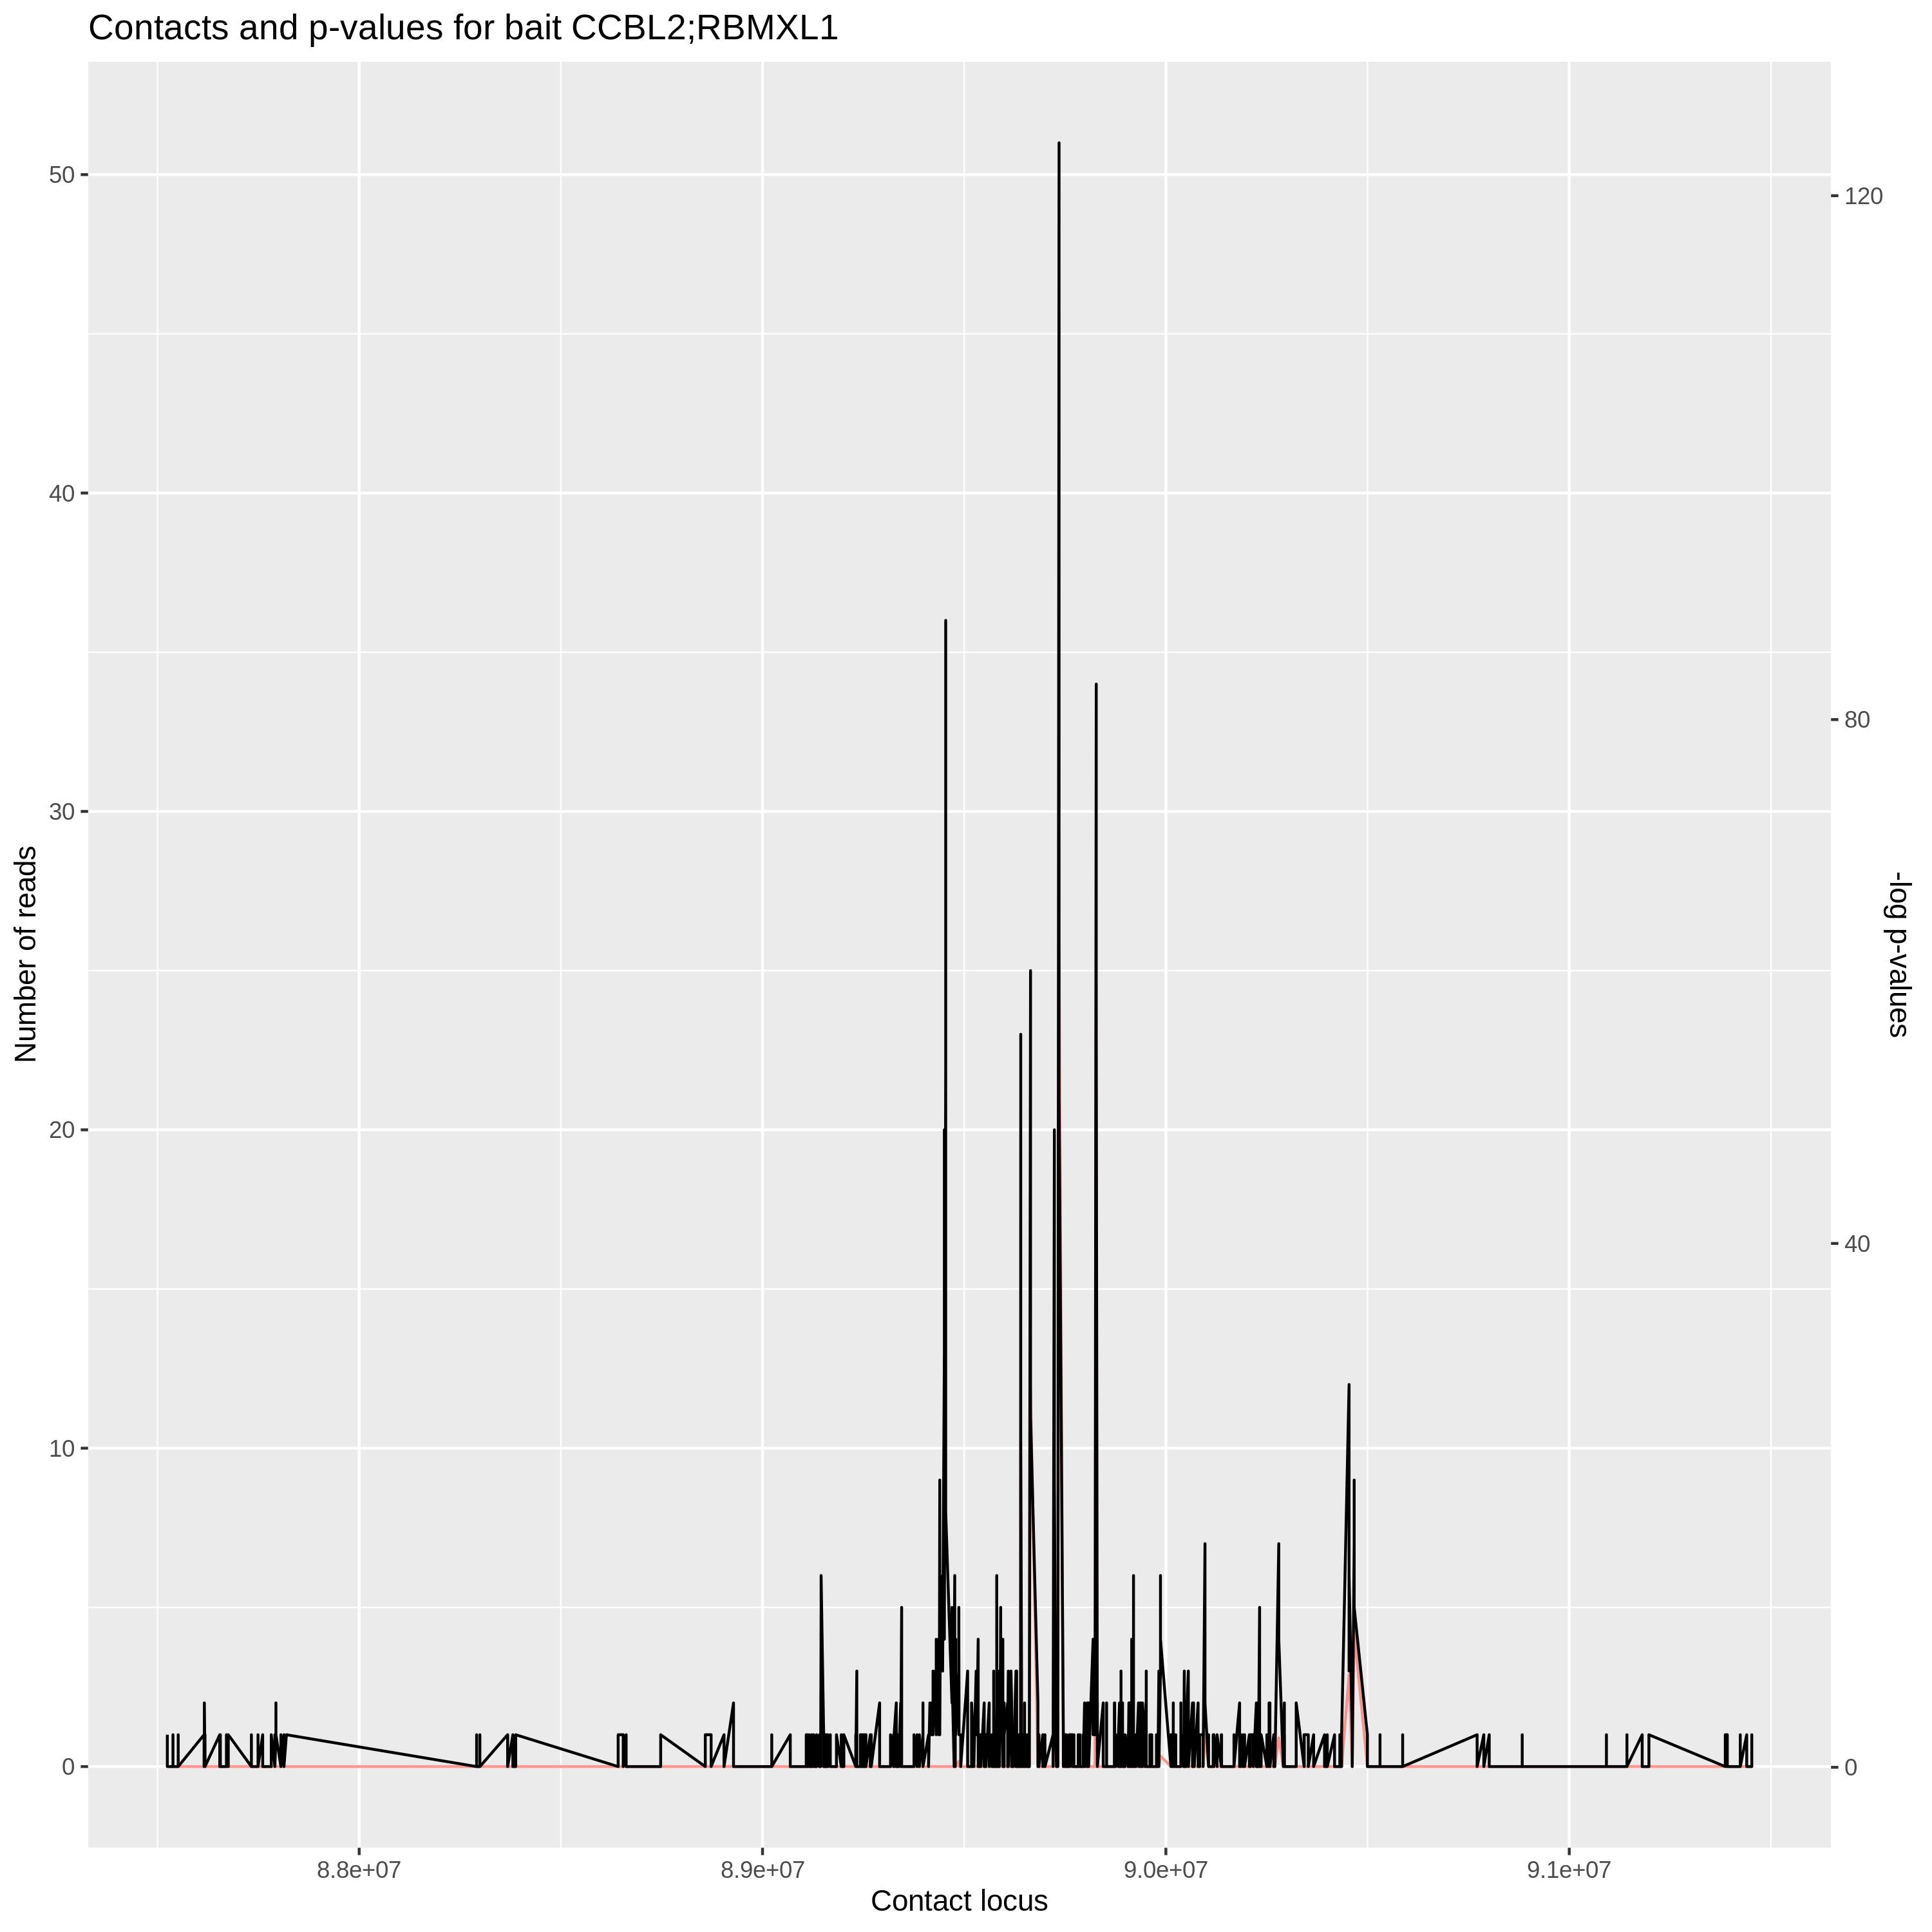 Contacts and p-values for bait CCBL2;RBMXL1
50
40
30
20
10
0
Number of reads
120
80
40
0
-log p-values
8.8e+07 8.9e+07 9.0e+07 9.1e+07
Contact locus